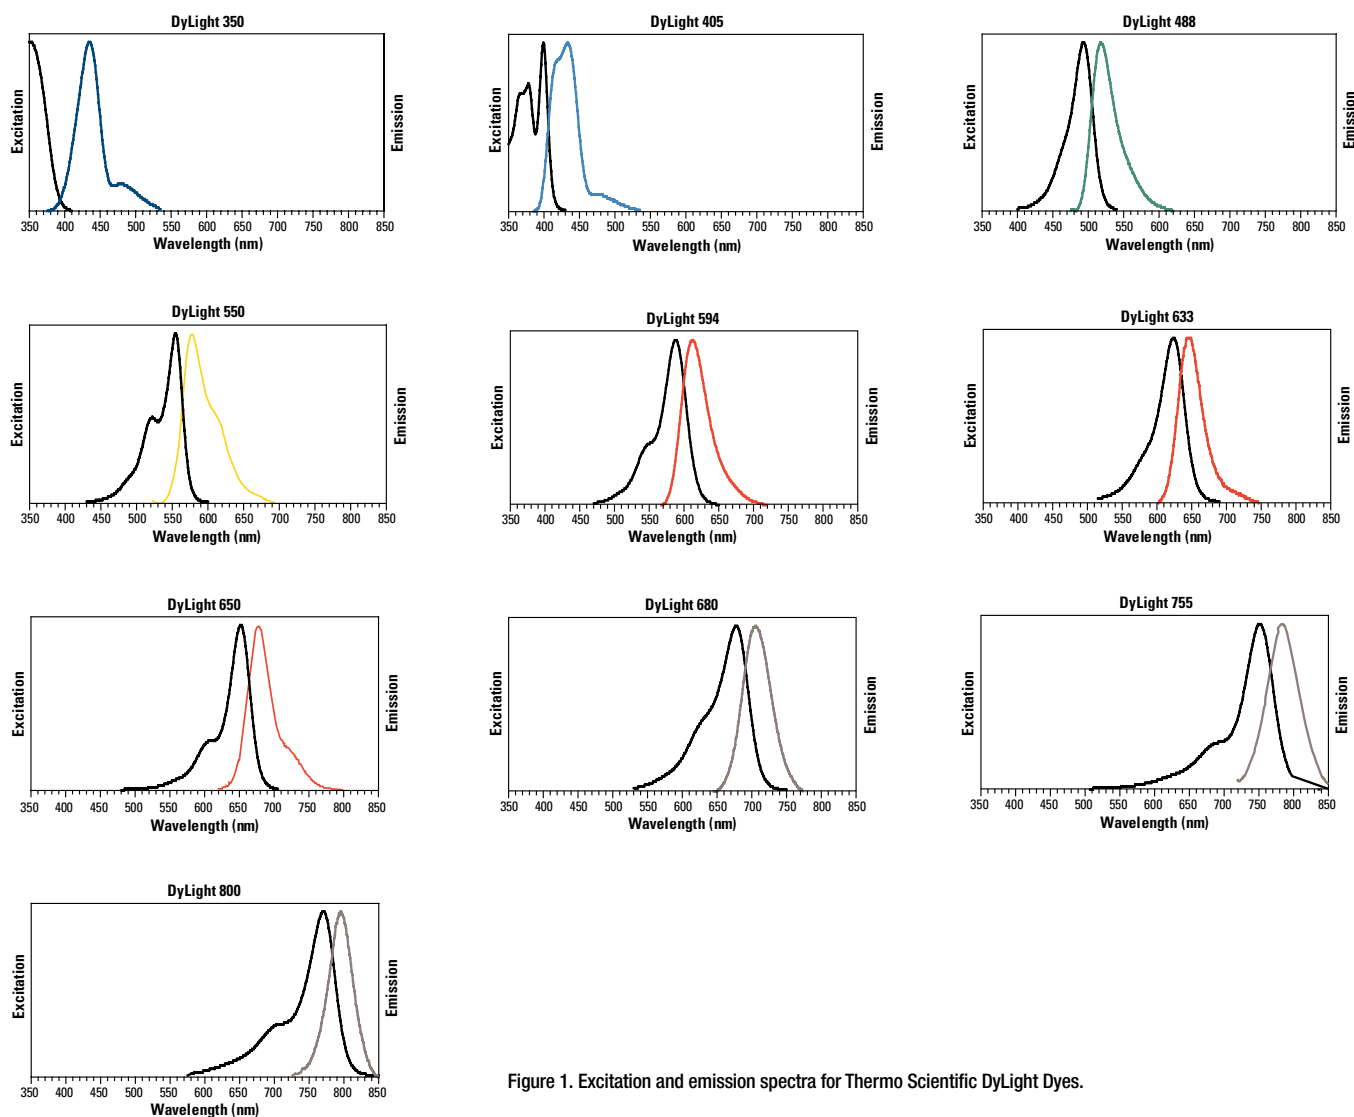 DyLight 350
Excitation
Emission
350 400 450 500 550 600 650 700 750 800 850
Wavelength (nm)
DyLight 405
Excitation
Emission
350 400 450 500 550 600 650 700 750 800 850
Wavelength (nm)
DyLight 488
Excitation
Emission
350 400 450 500 550 600 650 700 750 800 850
Wavelength (nm)
DyLight 550
Excitation
Emission
350 400 450 500 550 600 650 700 750 800 850
Wavelength (nm)
DyLight 594
Excitation
Emission
350 400 450 500 550 600 650 700 750 800 850
Wavelength (nm)
DyLight 633
Excitation
Emission
350 400 450 500 550 600 650 700 750 800 850
Wavelength (nm)
DyLight 650
Excitation
Emission
350 400 450 500 550 600 650 700 750 800 850
Wavelength (nm)
DyLight 680
Excitation
Emission
350 400 450 500 550 600 650 700 750 800 850
Wavelength (nm)
DyLight 755
Excitation
Emission
350 400 450 500 550 600 650 700 750 800 850
Wavelength (nm)
DyLight 800
Excitation
Emission
350 400 450 500 550 600 650 700 750 800 850
Wavelength (nm)
Figure 1. Excitation and emission spectra for Thermo Scientific DyLight Dyes.